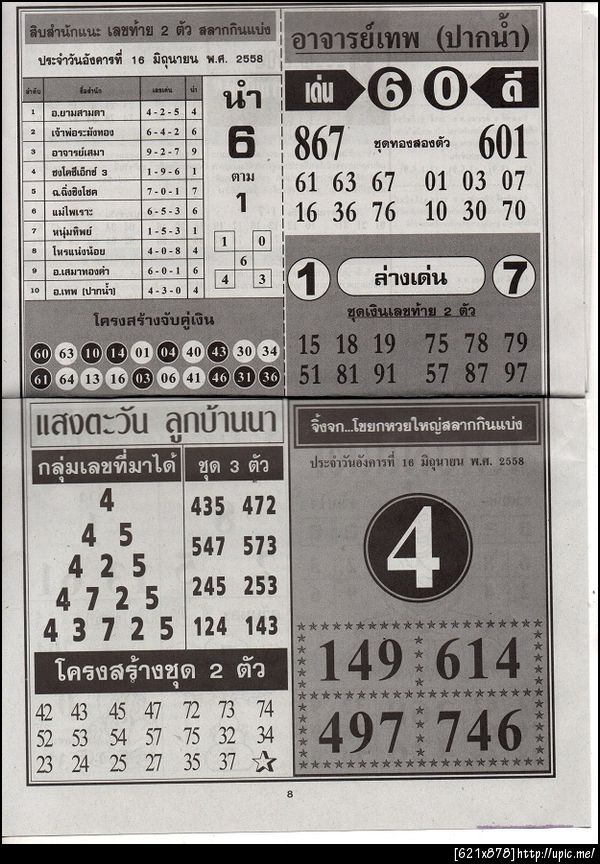 สิบสำนักแนะ เลขท้าย 2 ตัว สลากกินแบ่ง
ประจำวันอังคารที่ 16 มิถุนายน พ.ศ. 2558
ลำดับ ชื่อสำนัก เลขเด่น นำ
1 อ.ยามสามตา 4-2-5 4
2 เจ้าพ่อระฆังทอง 6-4-2 6
3 อาจารย์เสมา 9-2-7 9
4 ธงโคซีเอ็กซ์ 3 1-9-6 1
5 ฉ.ฉิ่งชิงโชค 7-0-1 7
6 แม่ไพเราะ 6-5-3 6
7 หนุ่มทิพย์ 1-5-3 1
8 โหรแน่งน้อย 4-0-8 4
9 อ.เสมาทองคำ 6-0-1 6
10 อ.เทพ (ปากน้ำ) 4-3-0 4
นำ
6
ตาม
1
1 0
6
4 3
โครงสร้างจับคู่เงิน
60 63 10 14 01 04 40 43 30 34
61 64 13 16 03 06 41 46 31 36
อาจารย์เทพ (ปากน้ำ)
เด่น 6 0 ดี
867 ชุดทองสองตัว 601
61 63 67 01 03 07
16 36 76 10 30 70
1 ล่างเด่น 7
ชุดเงินเลขท้าย 2 ตัว
15 18 19 75 78 79
51 81 91 57 87 97
แสงตะวัน ลูกบ้านนา
กลุ่มเลขที่มาได้
4
4 5
4 2 5
4 7 2 5
4 3 7 2 5
ชุด 3 ตัว
435 472
547 573
245 253
124 143
โครงสร้างชุด 2 ตัว
42 43 45 47 72 73 74
52 53 54 57 75 32 34
23 24 25 27 35 37
จิ้งจก...โขยกหวยใหญ่สลากกินแบ่ง
ประจำวันอังคารที่ 16 มิถุนายน พ.ศ. 2558
4
149 614
497 746
8
[621x878]http://upic.me/